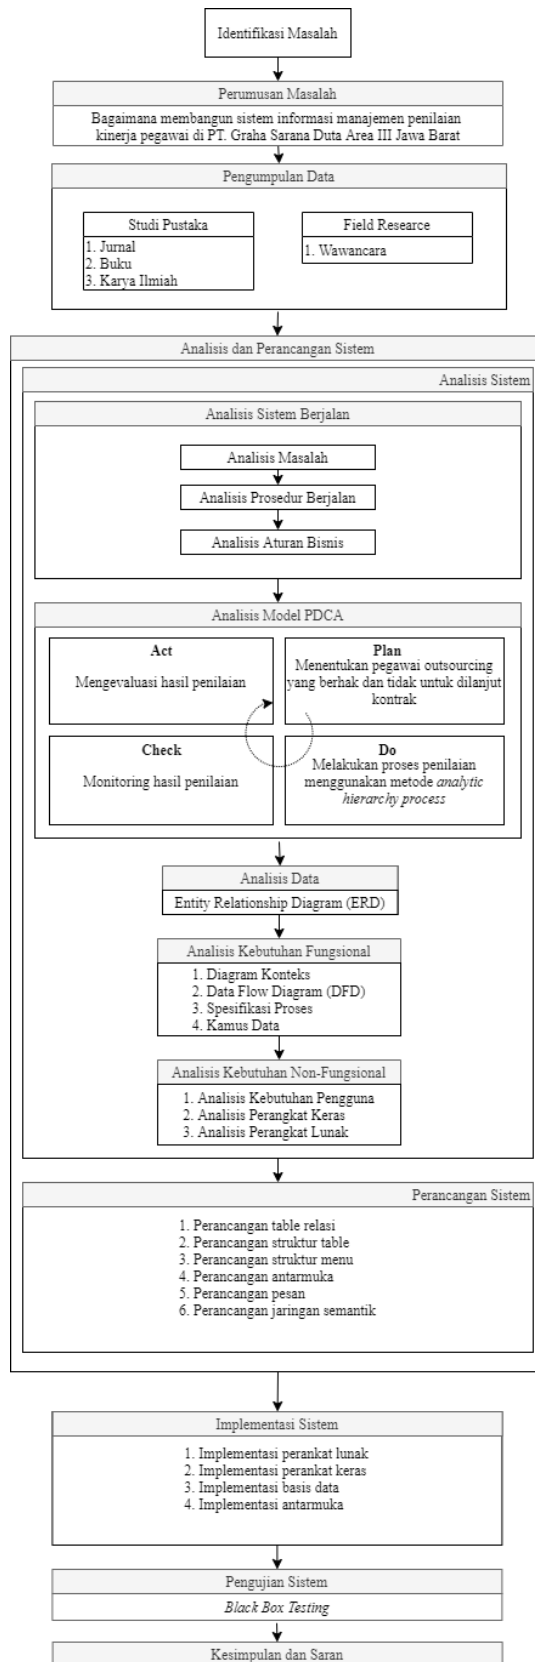 Identifikasi Masalah
Perumusan Masalah
Bagaimana membangun sistem informasi manajemen penilaian
kinerja pegawai di PT. Graha Sarana Duta Area III Jawa Barat
Pengumpulan Data
Studi Pustaka
1. Jurnal
2. Buku
3. Karya Ilmiah
Field Researce
1. Wawancara
Analisis dan Perancangan Sistem
Analisis Sistem
Analisis Sistem Berjalan
Analisis Masalah
Analisis Prosedur Berjalan
Analisis Aturan Bisnis
Analisis Model PDCA
Act
Mengevaluasi hasil penilaian
Plan
Menentukan pegawai outsourcing
yang berhak dan tidak untuk dilanjut
kontrak
Check
Monitoring hasil penilaian
Do
Melakukan proses penilaian
menggunakan metode analytic
hierarchy process
Analisis Data
Entity Relationship Diagram (ERD)
Analisis Kebutuhan Fungsional
1. Diagram Konteks
2. Data Flow Diagram (DFD)
3. Spesifikasi Proses
4. Kamus Data
Analisis Kebutuhan Non-Fungsional
1. Analisis Kebutuhan Pengguna
2. Analisis Perangkat Keras
3. Analisis Perangkat Lunak
Perancangan Sistem
1. Perancangan table relasi
2. Perancangan struktur table
3. Perancangan struktur menu
4. Perancangan antarmuka
5. Perancangan pesan
6. Perancangan jaringan semantik
Implementasi Sistem
1. Implementasi perankat lunak
2. Implementasi perankat keras
3. Implementasi basis data
4. Implementasi antarmuka
Pengujian Sistem
Black Box Testing
Kesimpulan dan Saran